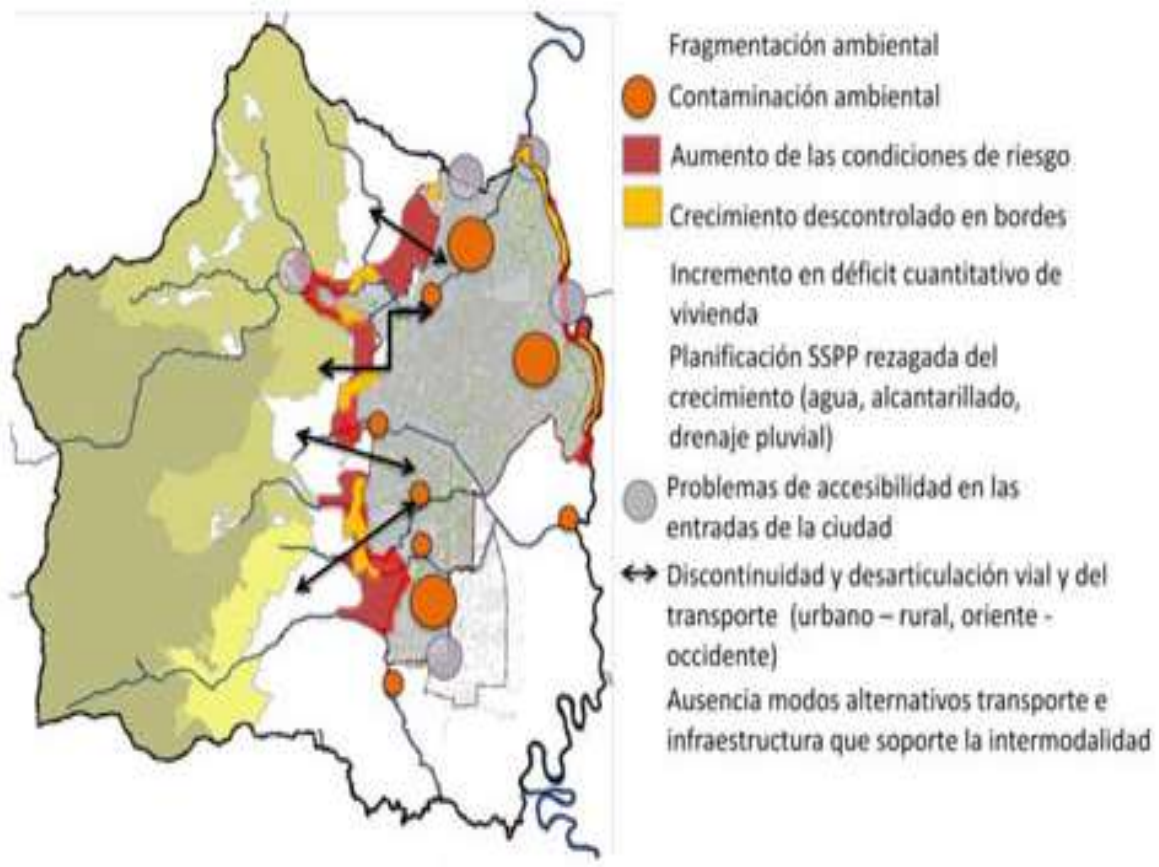 Fragmentación ambiental
Contaminación ambiental
Aumento de las condiciones de riesgo
Crecimiento descontrolado en bordes
Incremento en déficit cuantitativo de
vivienda
Planificación SSPP rezagada del
crecimiento (agua, alcantarillado,
drenaje pluvial)
Problemas de accesibilidad en las
entradas de la ciudad
Discontinuidad y desarticulación vial y del
transporte (urbano – rural, oriente -
occidente)
Ausencia modos alternativos transporte e
infraestructura que soporte la intermodalidad